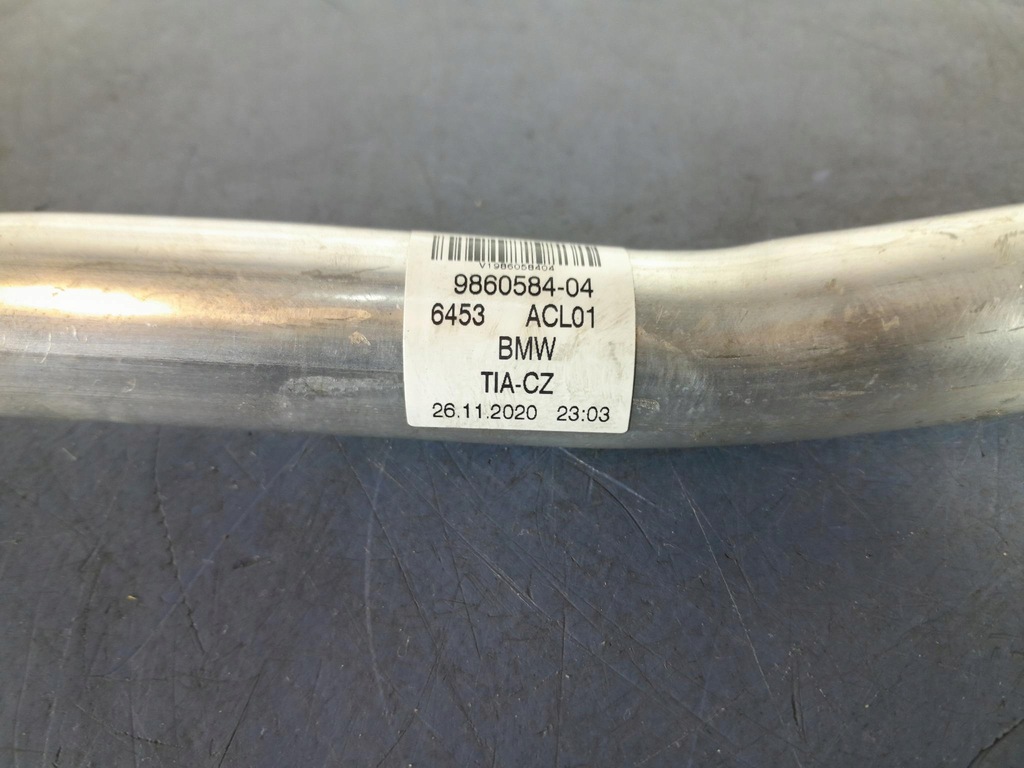 V1986058404
9860584-04
6453 ACL01
BMW
TIA-CZ
26.11.2020 23:03